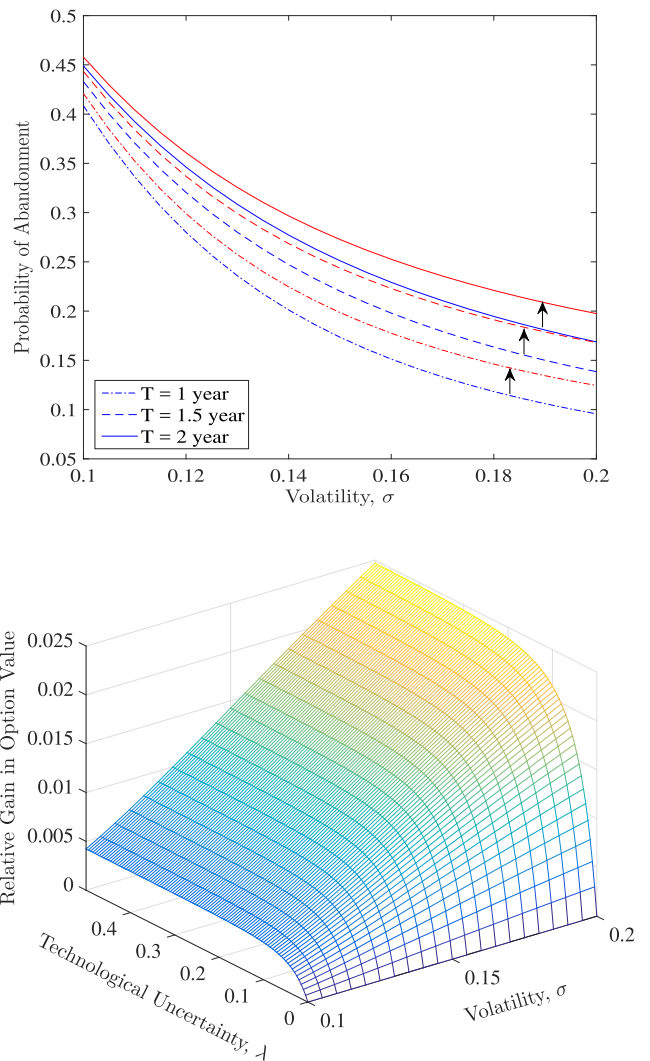 0.5
0.45
0.4
0.35
0.3
0.25
0.2
0.15
0.1
0.05
Probability of Abandonment
T = 1 year
T = 1.5 year
T = 2 year
0.1 0.12 0.14 0.16 0.18 0.2
Volatility, σ
0.025
0.02
0.015
0.01
0.005
0
Relative Gain in Option Value
0.4
0.3
0.2
0.1
0
Technological Uncertainty, λ
0.1
0.15
0.2
Volatility, σ